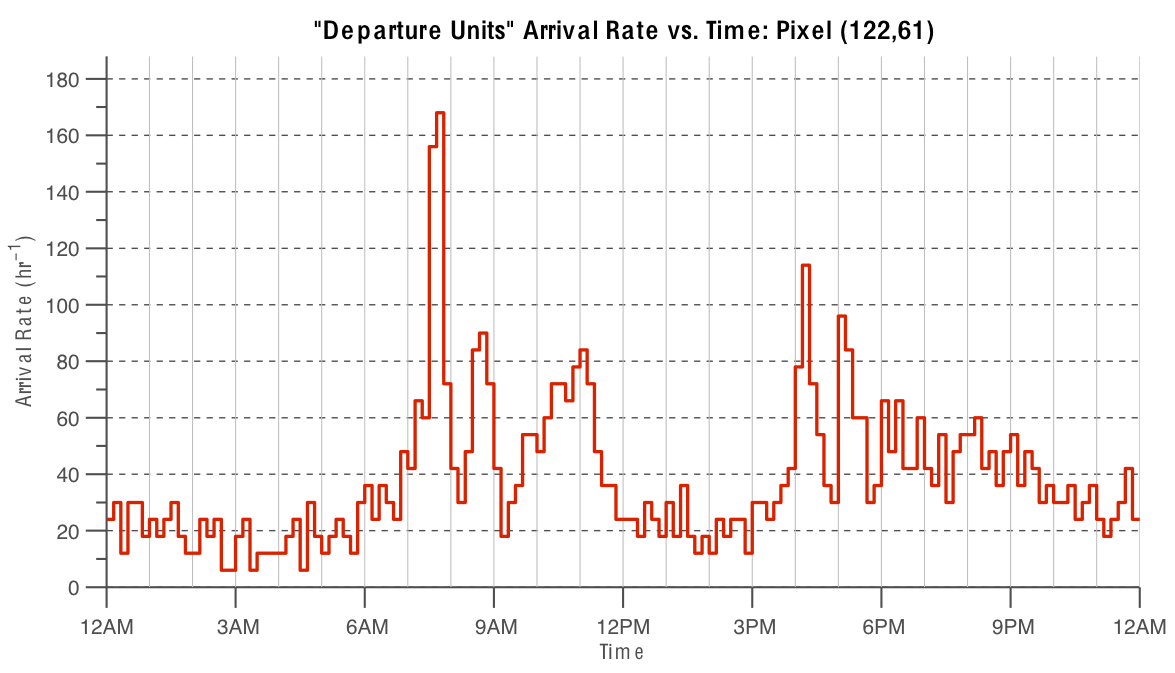 "Departure Units" Arrival Rate vs. Time: Pixel (122,61)
Arrival Rate (hr⁻¹)
180
160
140
120
100
80
60
40
20
0
12AM 3AM 6AM 9AM 12PM 3PM 6PM 9PM 12AM
Time